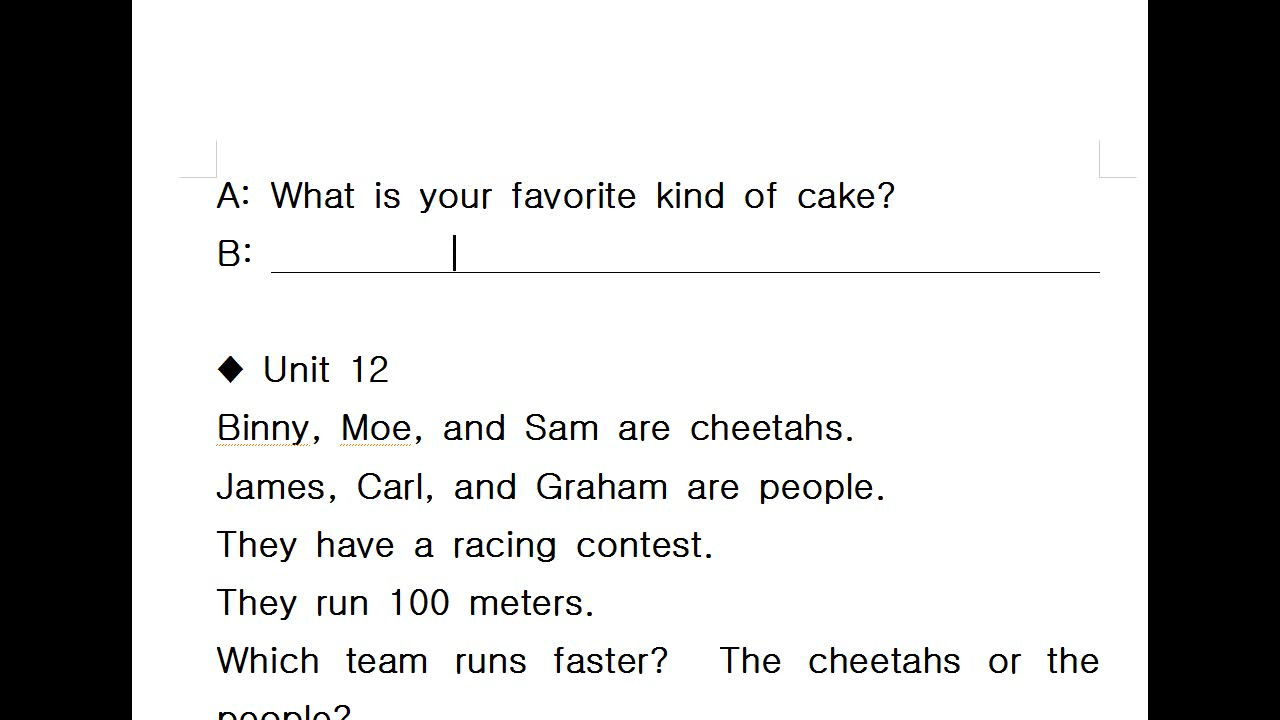 A: What is your favorite kind of cake?
B:
◆ Unit 12
Binny, Moe, and Sam are cheetahs.
James, Carl, and Graham are people.
They have a racing contest.
They run 100 meters.
Which team runs faster? The cheetahs or the
people?